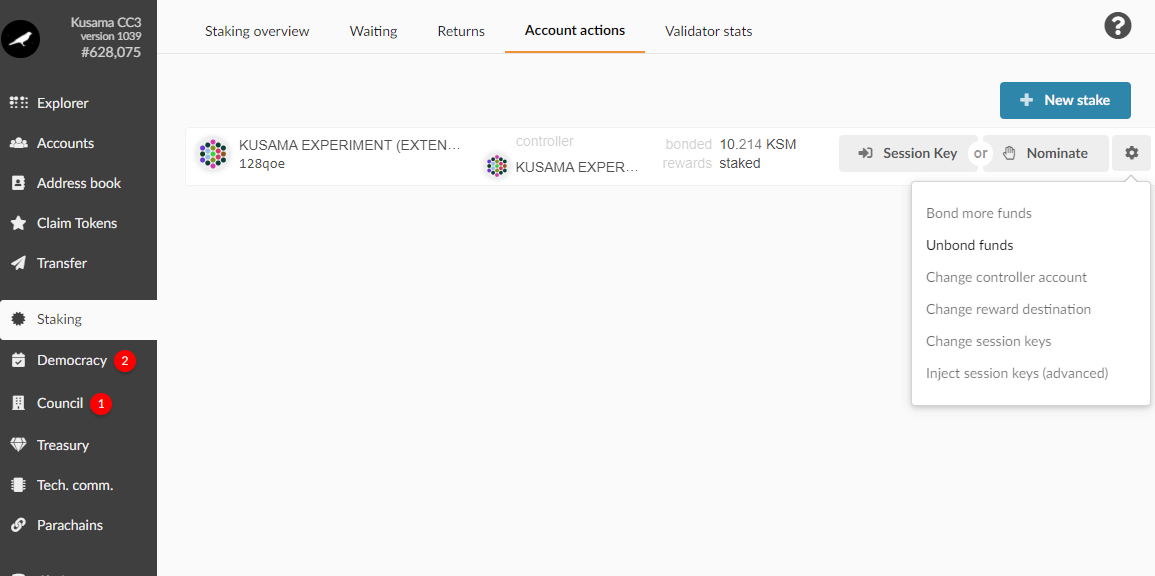 Kusama CC3
version 1039
#628,075
Explorer
Accounts
Address book
Claim Tokens
Transfer
Staking
Democracy 2
Council 1
Treasury
Tech. comm.
Parachains
Staking overview Waiting Returns Account actions Validator stats
?
+ New stake
KUSAMA EXPERIMENT (EXTEN...
128qoe
controller
KUSAMA EXPER...
bonded 10.214 KSM
rewards staked
Session Key or Nominate
Bond more funds
Unbond funds
Change controller account
Change reward destination
Change session keys
Inject session keys (advanced)